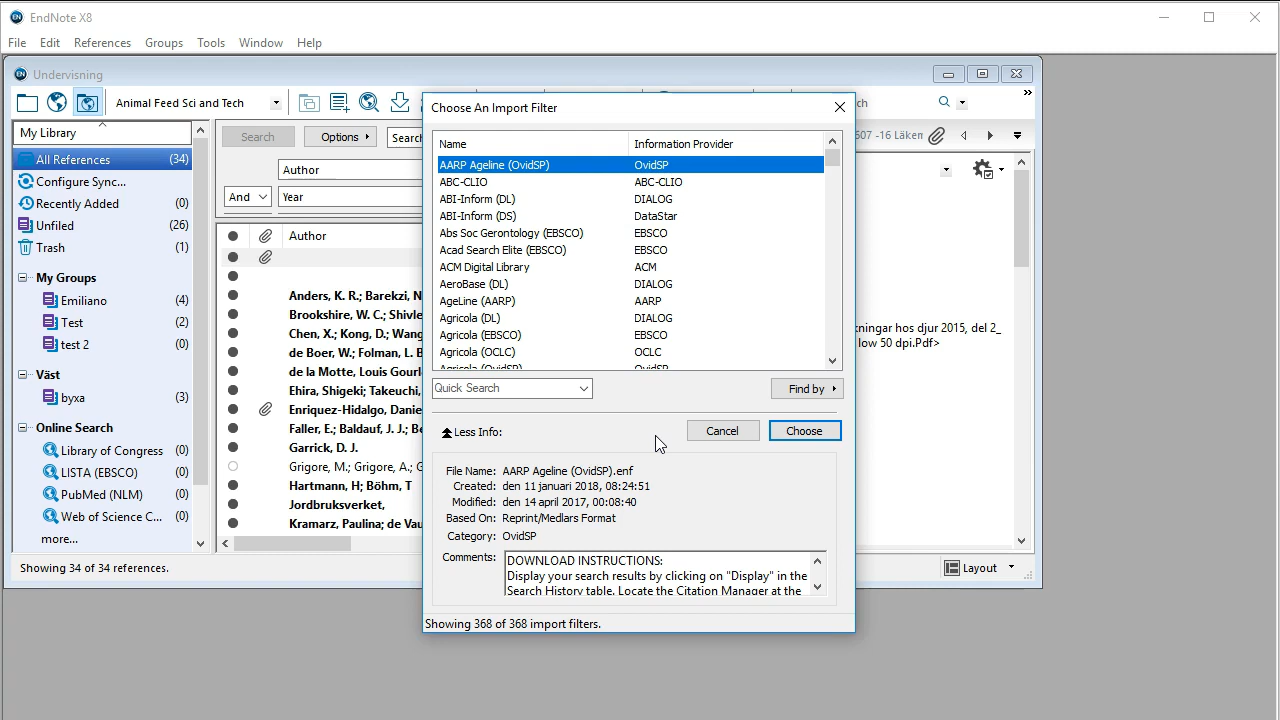 EndNote X8
File Edit References Groups Tools Window Help
Undervisning
Animal Feed Sci and Tech
ch
My Library
All References (34)
Configure Sync...
Recently Added (0)
Unfiled (26)
Trash (1)
My Groups
Emiliano (4)
Test (2)
test 2 (0)
Väst
byxa (3)
Online Search
Library of Congress (0)
LISTA (EBSCO) (0)
PubMed (NLM) (0)
Web of Science C... (0)
more...
Showing 34 of 34 references.
Search Options Searc
Author
And Year
Author
Anders, K. R.; Barekzi, N
Brookshire, W. C.; Shivle
Chen, X.; Kong, D.; Wang
de Boer, W.; Folman, L. B
de la Motte, Louis Gourl
Ehira, Shigeki; Takeuchi,
Enriquez-Hidalgo, Danie
Faller, E.; Baldauf, J. J.; Be
Garrick, D. J.
Grigore, M.; Grigore, A.; G
Hartmann, H; Böhm, T
Jordbruksverket,
Kramarz, Paulina; de Vau
Choose An Import Filter
Name Information Provider
AARP Ageline (OvidSP) OvidSP
ABC-CLIO ABC-CLIO
ABI-Inform (DL) DIALOG
ABI-Inform (DS) DataStar
Abs Soc Gerontology (EBSCO) EBSCO
Acad Search Elite (EBSCO) EBSCO
ACM Digital Library ACM
AeroBase (DL) DIALOG
AgeLine (AARP) AARP
Agricola (DL) DIALOG
Agricola (EBSCO) EBSCO
Agricola (OCLC) OCLC
Agricola (OvidSP) OvidSP
Quick Search Find by
Less Info: Cancel Choose
File Name: AARP Ageline (OvidSP).enf
Created: den 11 januari 2018, 08:24:51
Modified: den 14 april 2017, 00:08:40
Based On: Reprint/Medlars Format
Category: OvidSP
Comments: DOWNLOAD INSTRUCTIONS:
Display your search results by clicking on "Display" in the
Search History table. Locate the Citation Manager at the
Showing 368 of 368 import filters.
607 -16 Läken
kningar hos djur 2015, del 2_
low 50 dpi.Pdf>
Layout